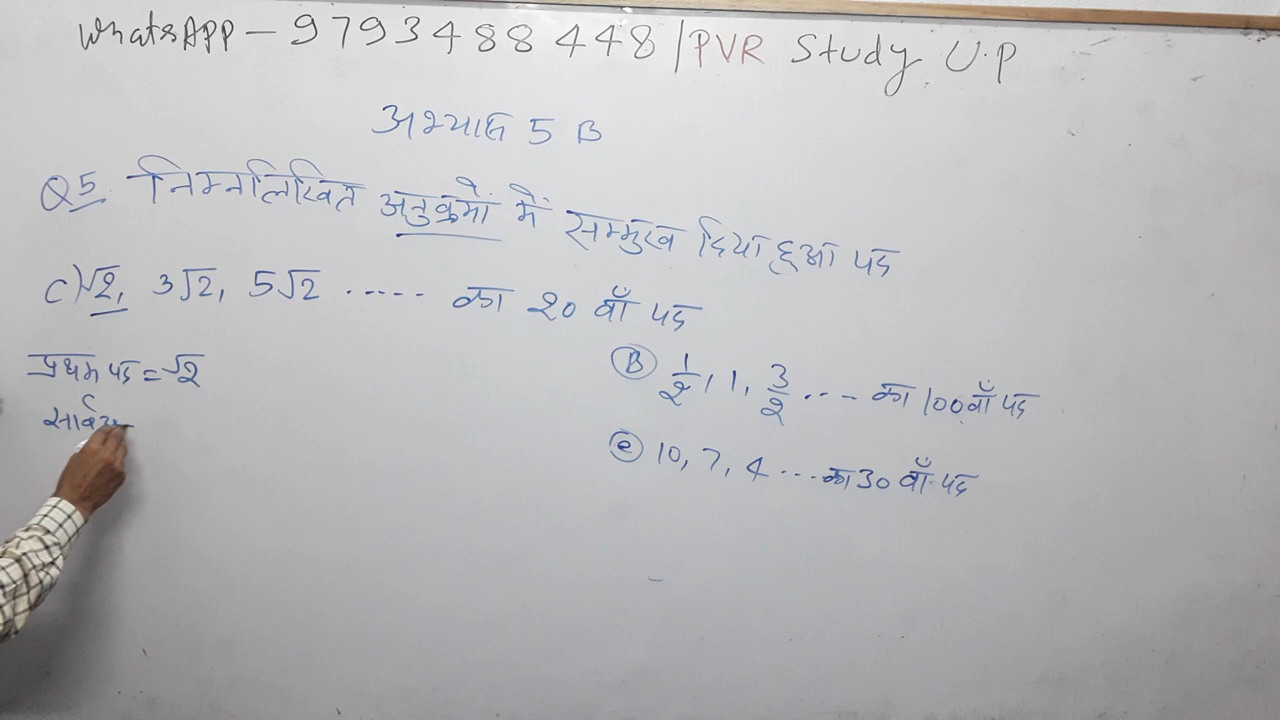 WhatsAPP - 9793488448 | PVR Study U.P
अभ्यास 5 B
Q5. निम्नलिखित अनुक्रमों में सम्मुख दिया हुआ पद
c) √2, 3√2, 5√2 ..... का 20 वाँ पद
प्रथम पद = √2
B 1/2, 1, 3/2 .... का 100वाँ पद
e 10, 7, 4 ... का 30 वाँ पद